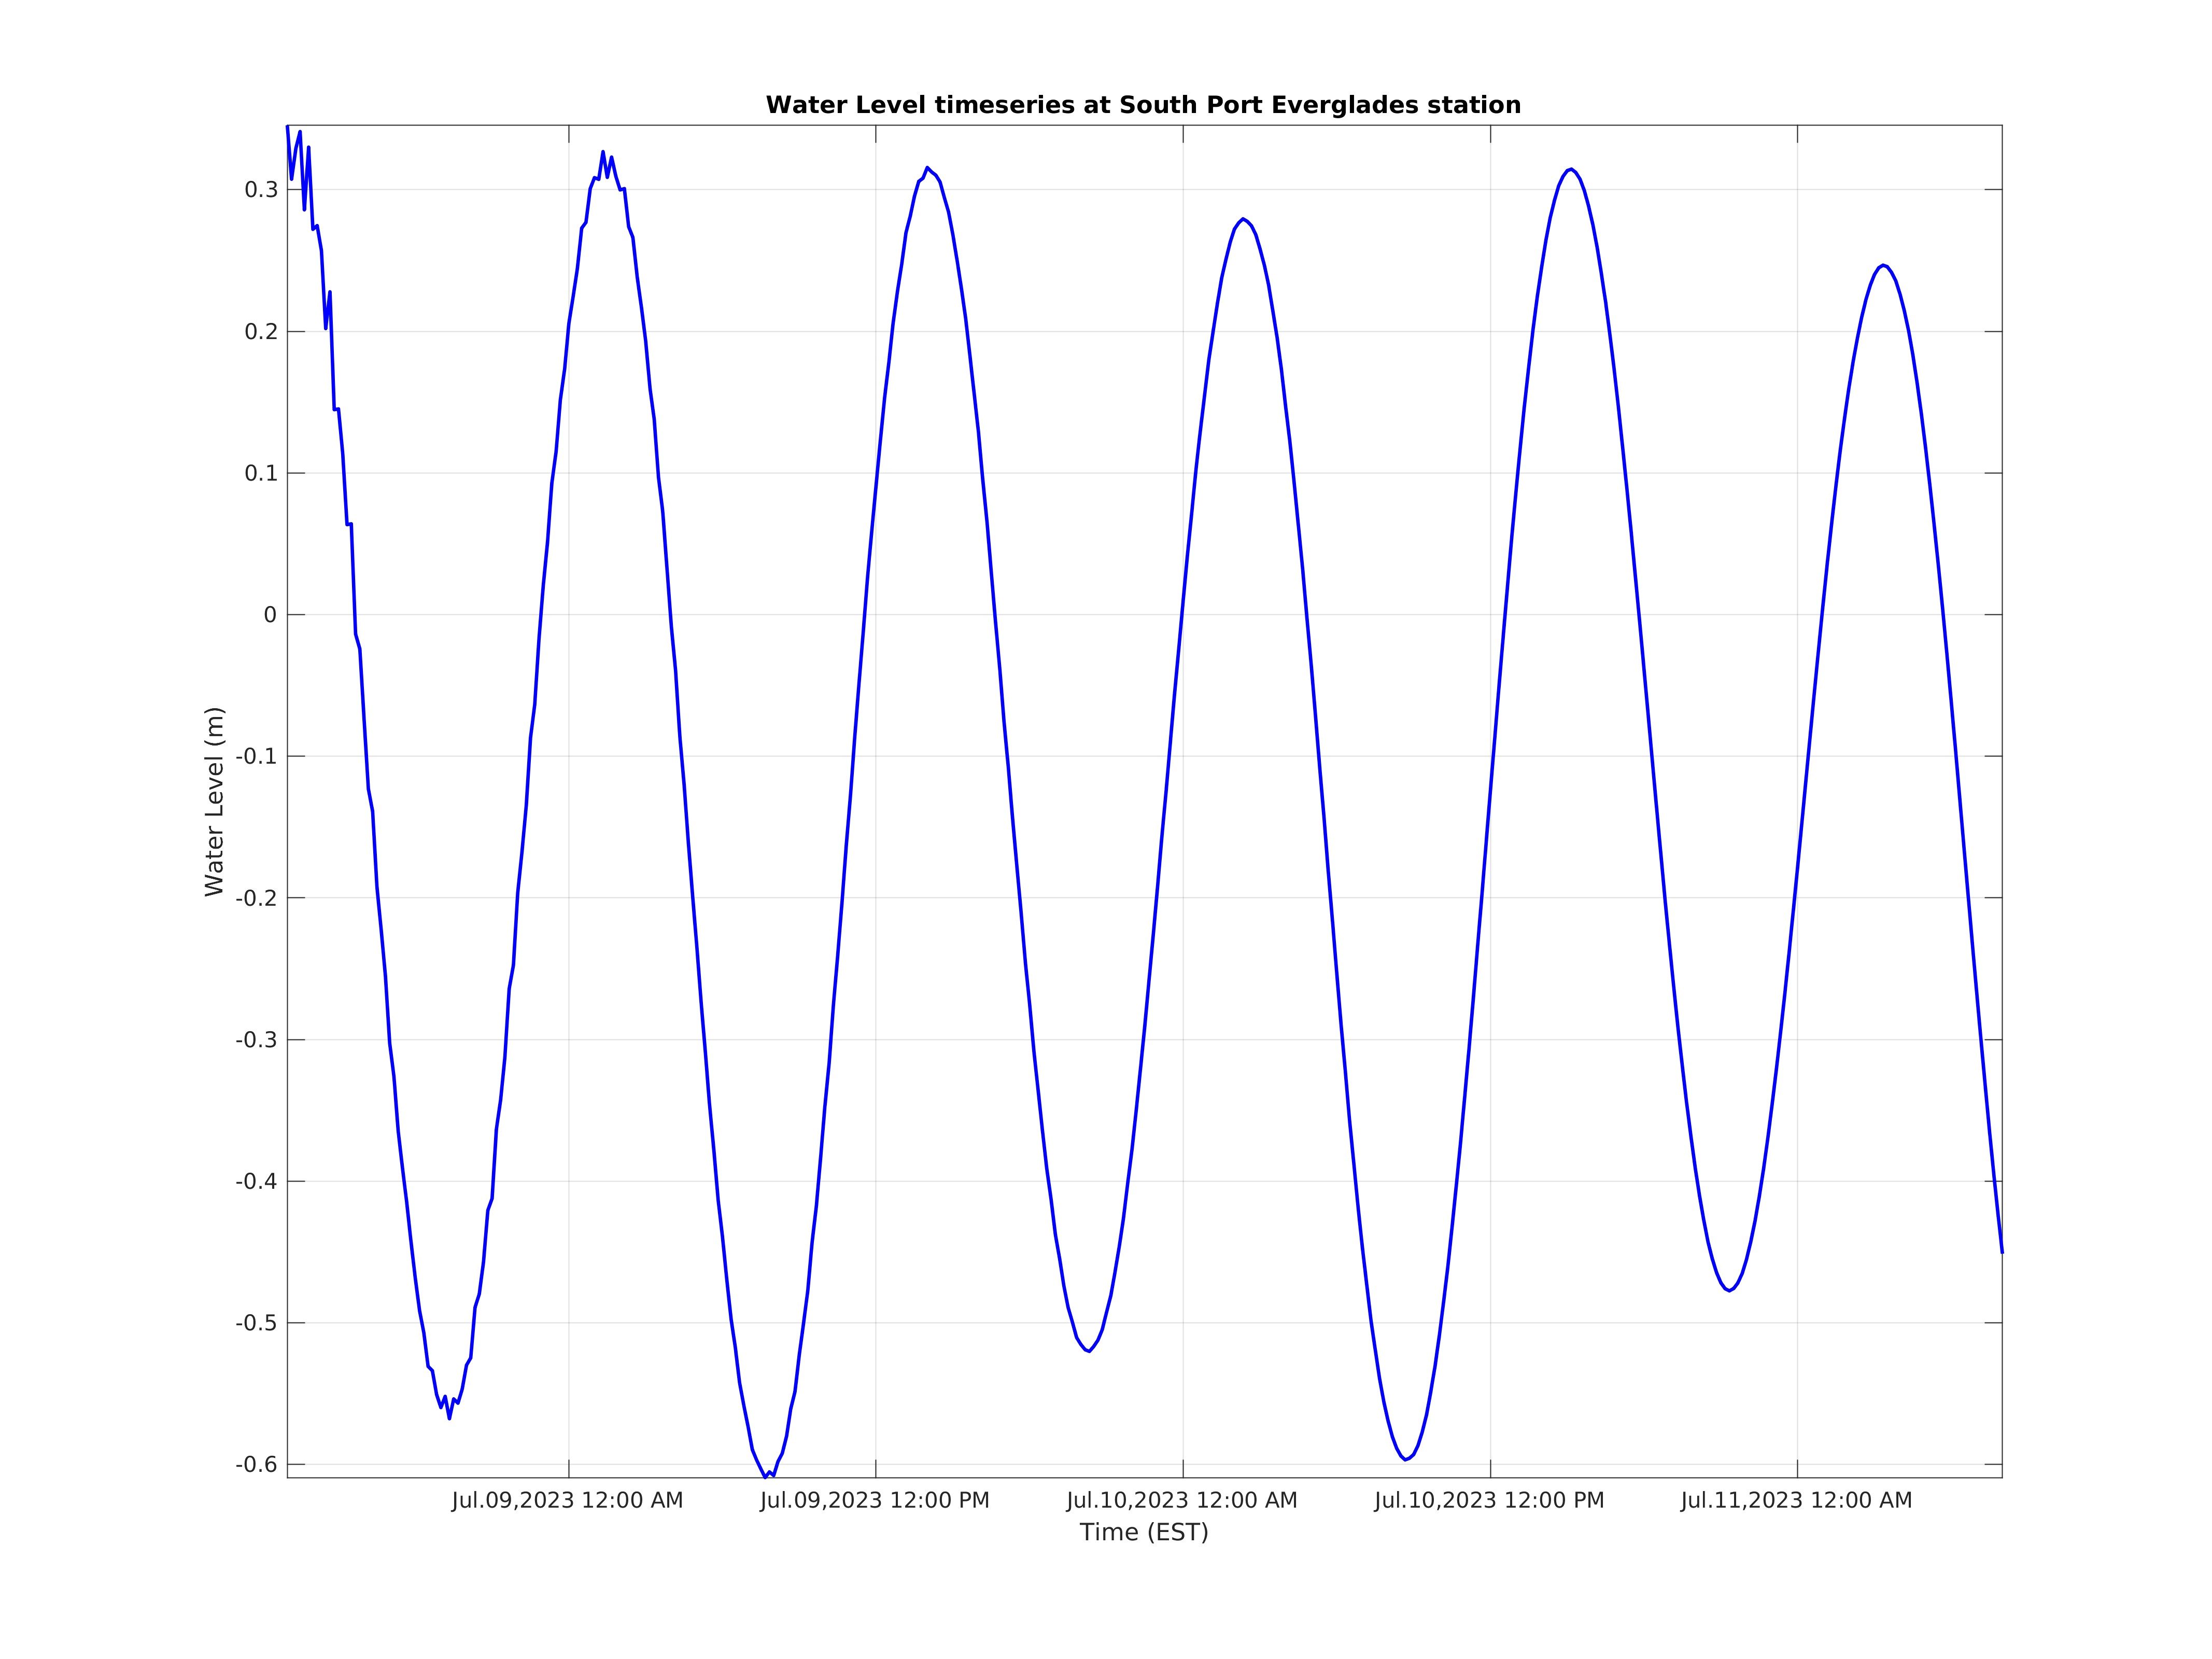 Water Level timeseries at South Port Everglades station
0.3
0.2
0.1
0
-0.1
-0.2
-0.3
-0.4
-0.5
-0.6
Water Level (m)
Jul.09,2023 12:00 AM
Jul.09,2023 12:00 PM
Jul.10,2023 12:00 AM
Jul.10,2023 12:00 PM
Jul.11,2023 12:00 AM
Time (EST)